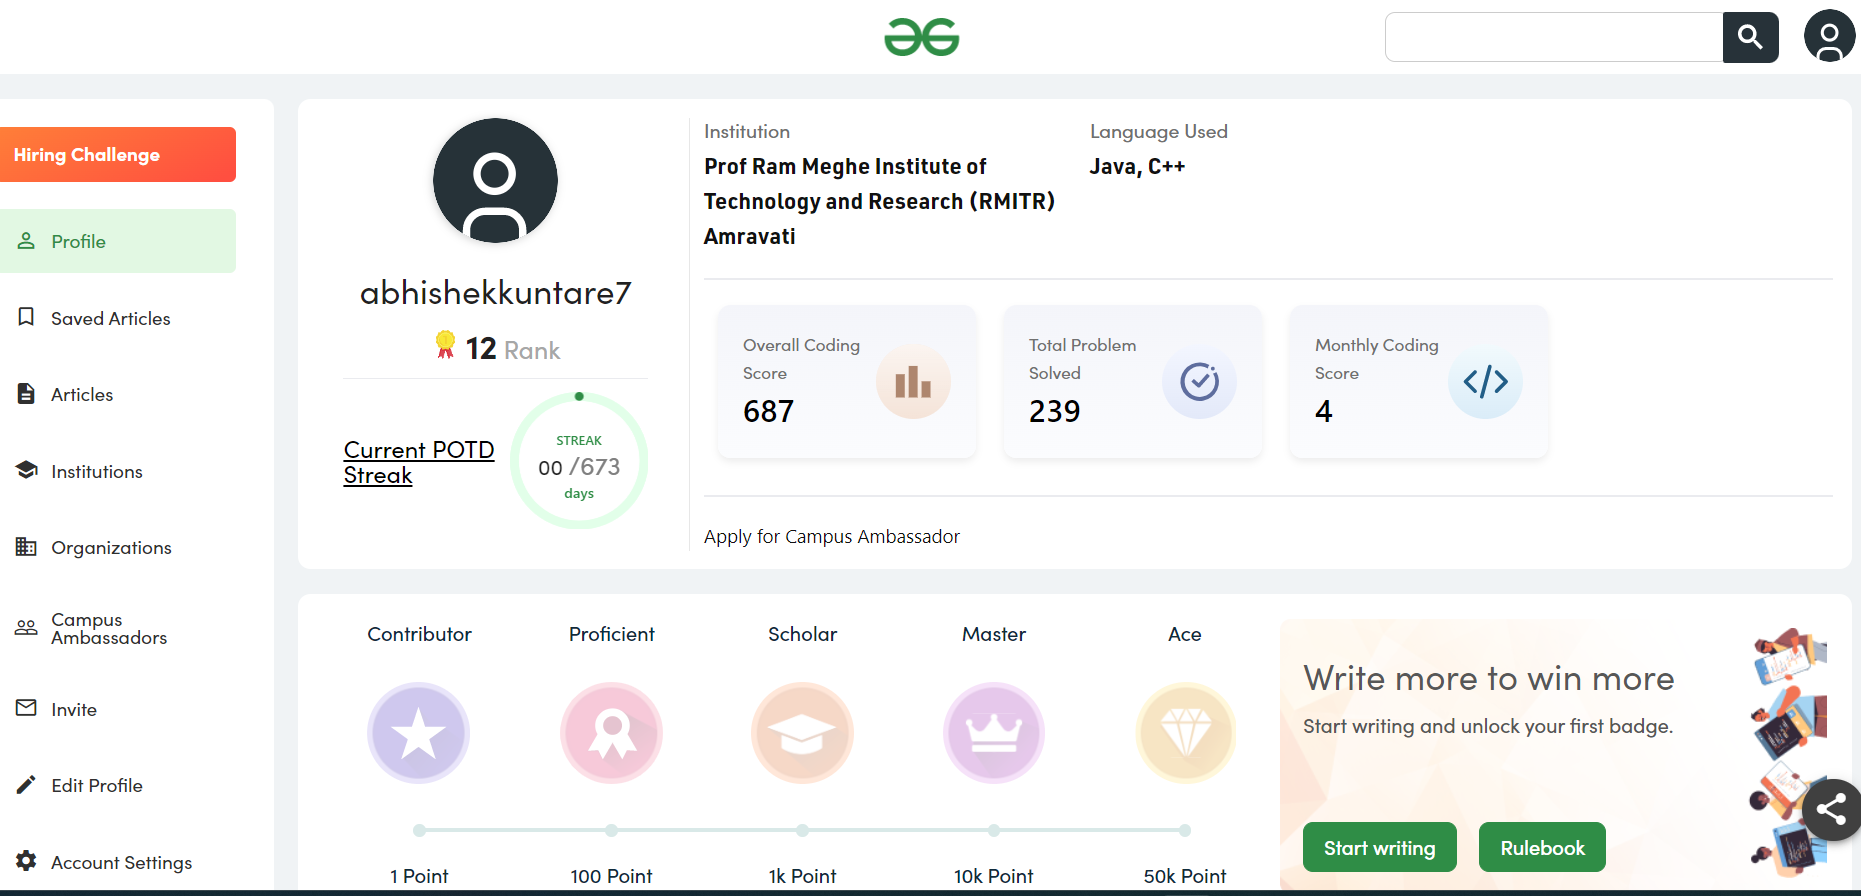 Hiring Challenge
Profile
Saved Articles
Articles
Institutions
Organizations
Campus
Ambassadors
Invite
Edit Profile
Account Settings
abhishekkuntare7
12 Rank
Current POTD
Streak
STREAK
00 /673
days
Institution
Prof Ram Meghe Institute of
Technology and Research (RMITR)
Amravati
Language Used
Java, C++
Overall Coding
Score
687
Total Problem
Solved
239
Monthly Coding
Score
4
Apply for Campus Ambassador
Contributor
Proficient
Scholar
Master
Ace
1 Point
100 Point
1k Point
10k Point
50k Point
Write more to win more
Start writing and unlock your first badge.
Start writing
Rulebook